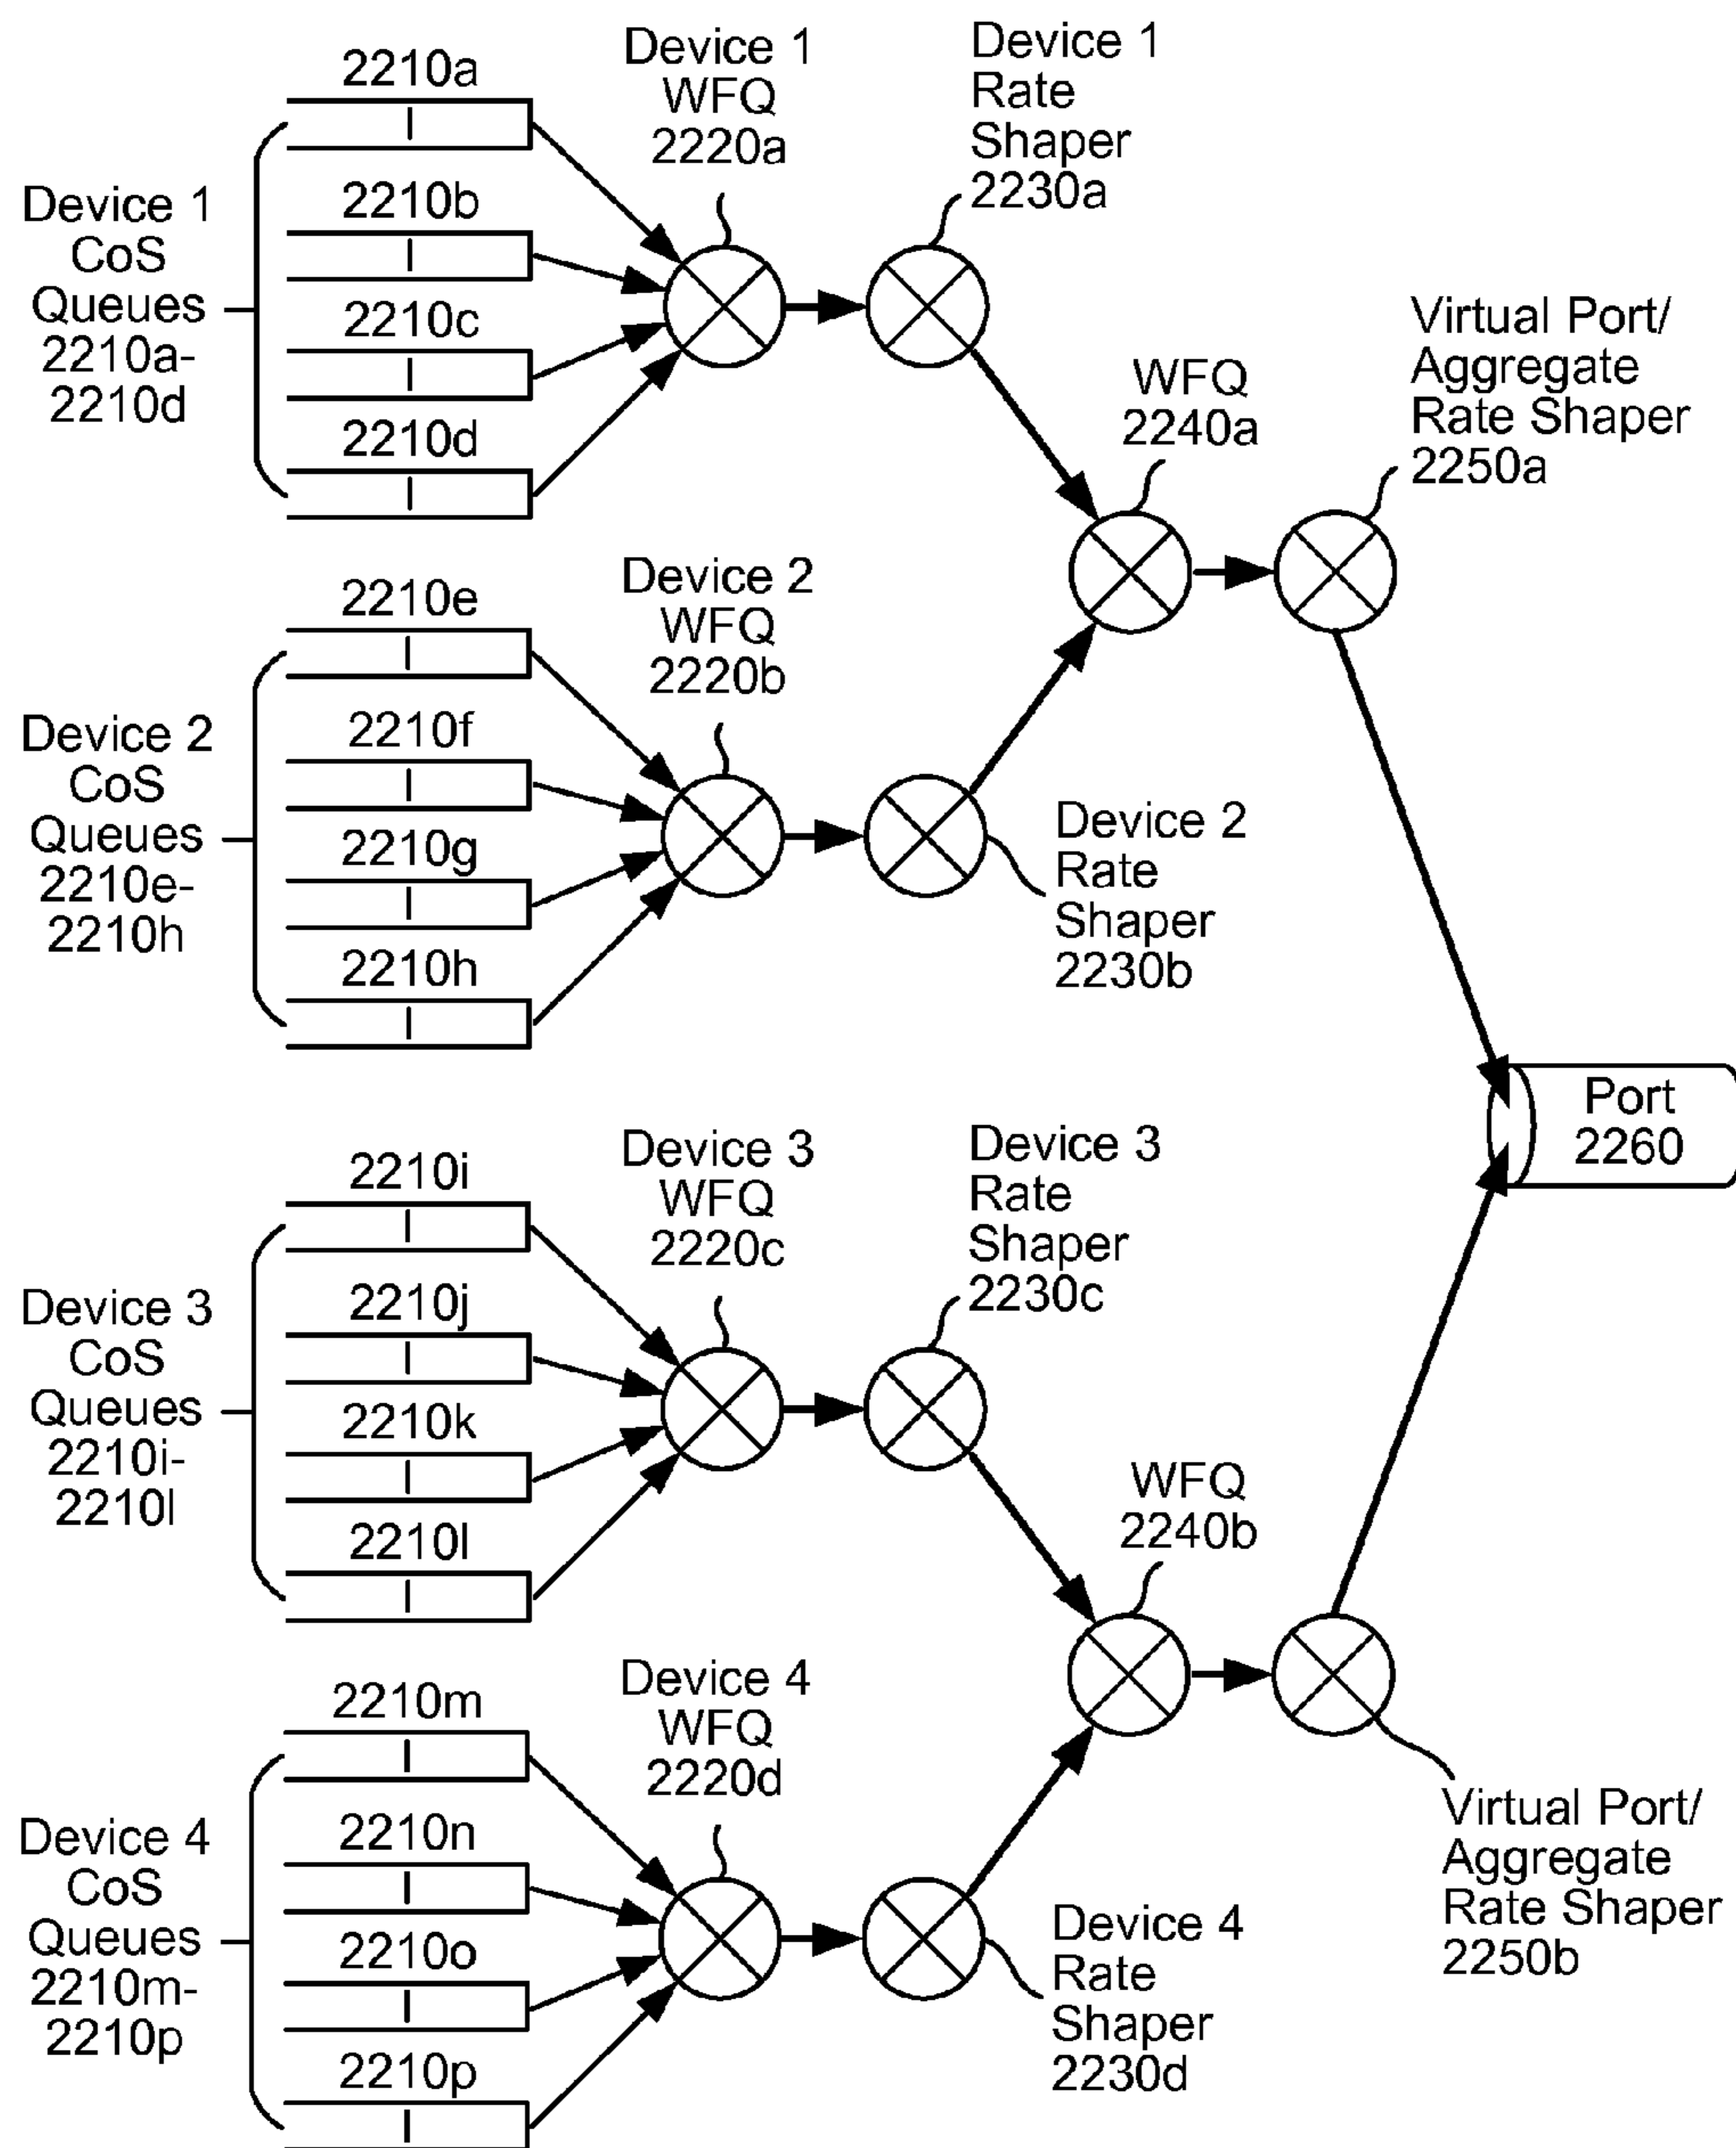 Device 1
CoS
Queues
2210a-
2210d
2210a
2210b
2210c
2210d
Device 1
WFQ
2220a
Device 1
Rate
Shaper
2230a
WFQ
2240a
Virtual Port/
Aggregate
Rate Shaper
2250a
Device 2
CoS
Queues
2210e-
2210h
2210e
2210f
2210g
2210h
Device 2
WFQ
2220b
Device 2
Rate
Shaper
2230b
Port
2260
Device 3
CoS
Queues
2210i-
2210l
2210i
2210j
2210k
2210l
Device 3
WFQ
2220c
Device 3
Rate
Shaper
2230c
WFQ
2240b
Virtual Port/
Aggregate
Rate Shaper
2250b
Device 4
CoS
Queues
2210m-
2210p
2210m
2210n
2210o
2210p
Device 4
WFQ
2220d
Device 4
Rate
Shaper
2230d